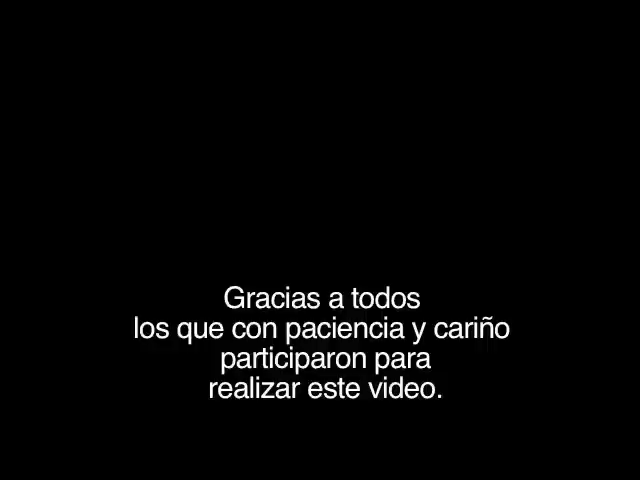 Gracias a todos
los que con paciencia y cariño
participaron para
realizar este video.